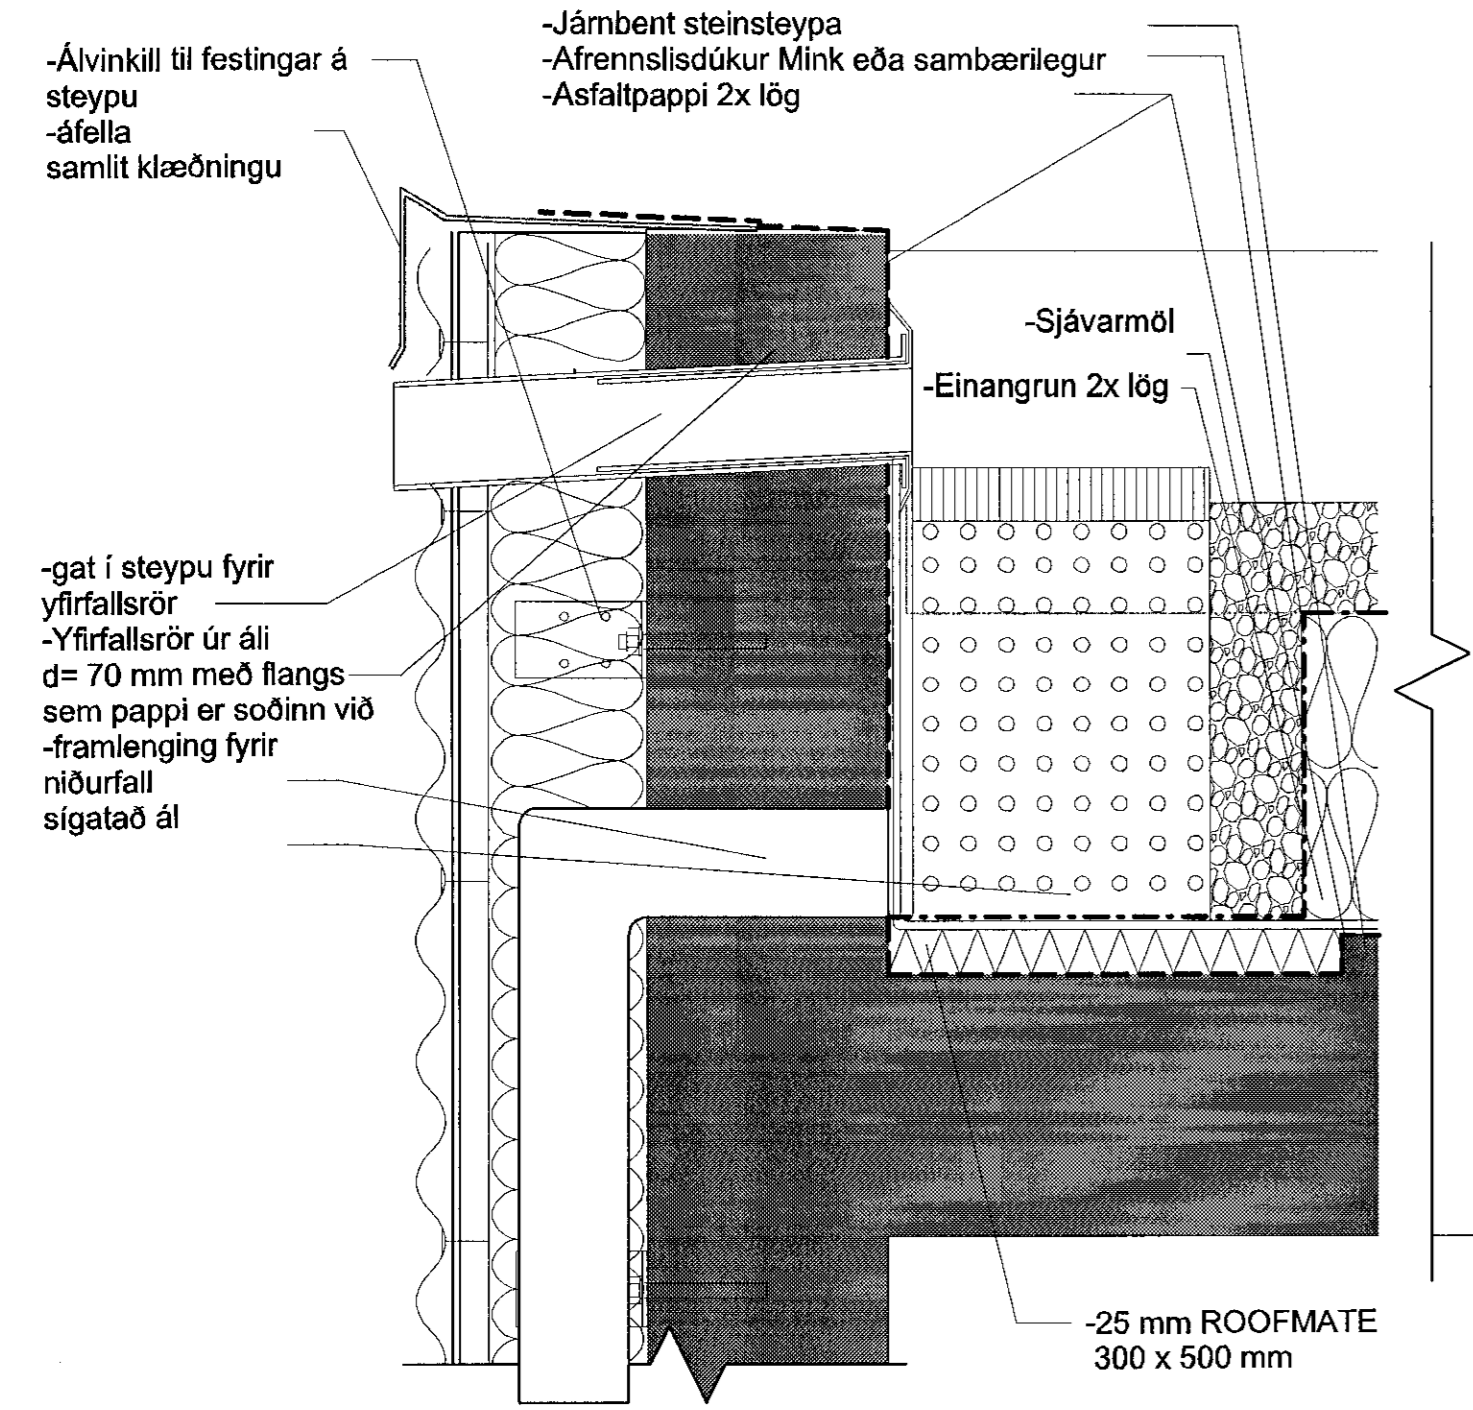 -Járnbent steinsteypa
-Afrennslisdúkur Mink eða sambærilegur
-Asfaltpappi 2x lög
-Álvinkill til festingar á
steypu
-áfella
samlit klæðningu
-Sjávarmöl
-Einangrun 2x lög
-gat í steypu fyrir
yfirfallsrör
-Yfirfallsrör úr áli
d= 70 mm með flangs
sem pappi er soðinn við
-framlenging fyrir
niðurfall
sígatað ál
-25 mm ROOFMATE
300 x 500 mm